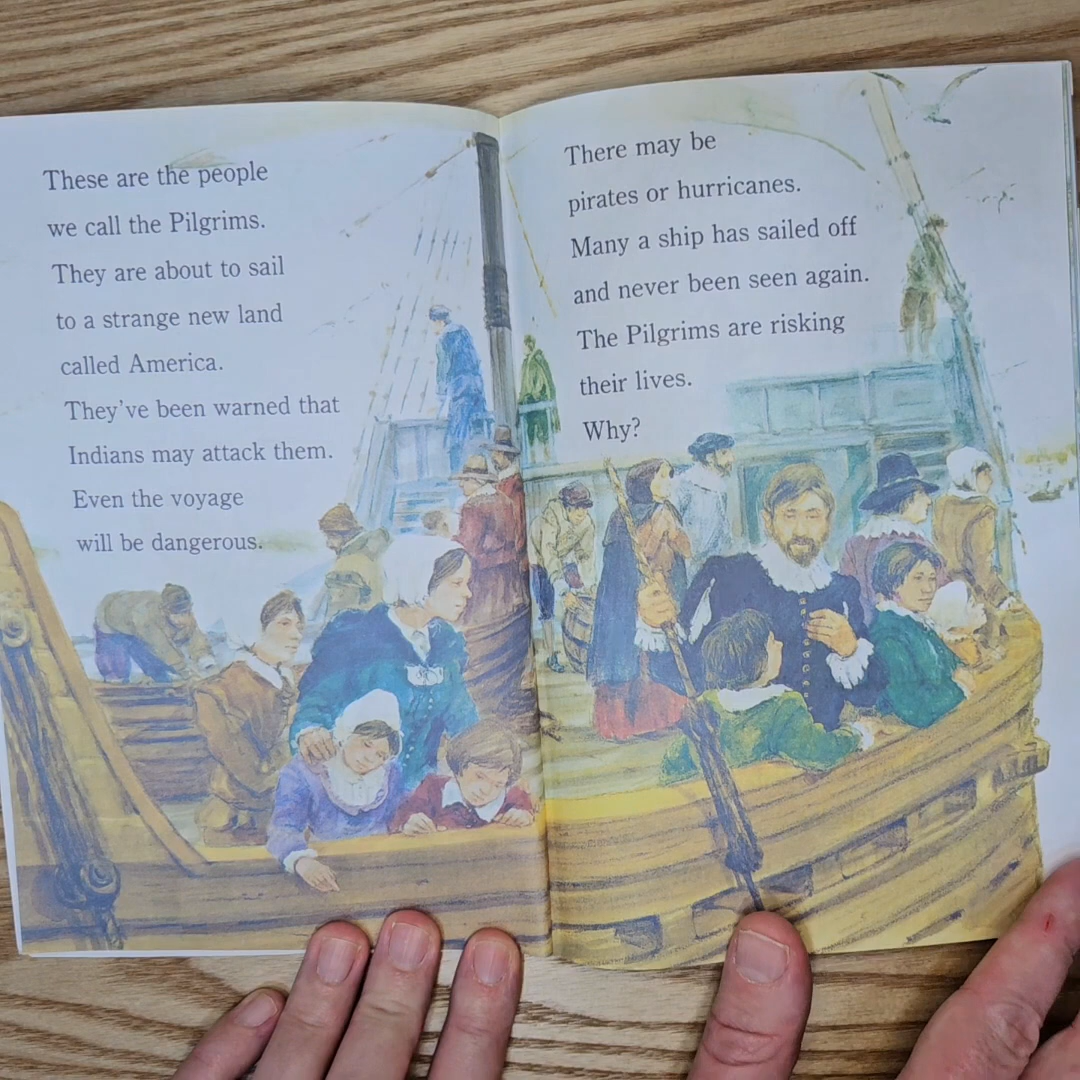 These are the people
we call the Pilgrims.
They are about to sail
to a strange new land
called America.
They've been warned that
Indians may attack them.
Even the voyage
will be dangerous.
There may be
pirates or hurricanes.
Many a ship has sailed off
and never been seen again.
The Pilgrims are risking
their lives.
Why?